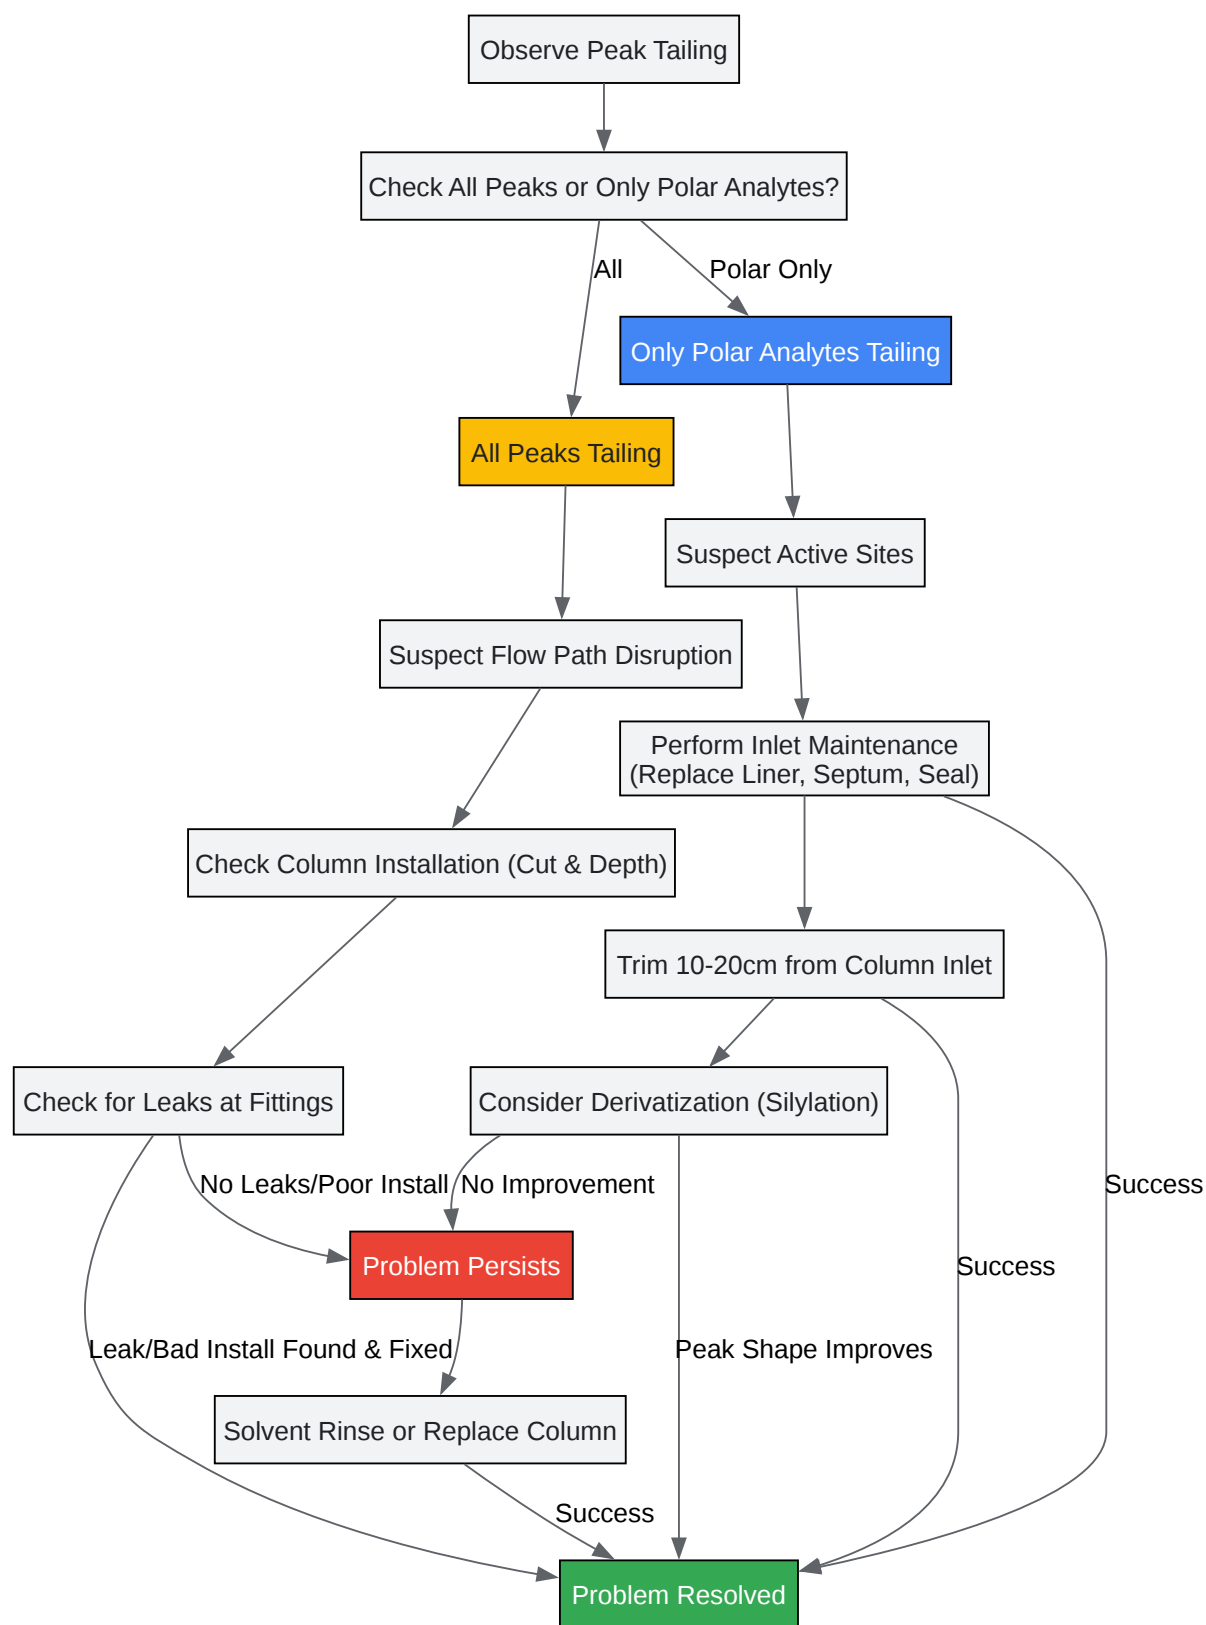 Observe Peak Tailing
Check All Peaks or Only Polar Analytes?
All
Polar Only
Only Polar Analytes Tailing
All Peaks Tailing
Suspect Active Sites
Suspect Flow Path Disruption
Perform Inlet Maintenance
(Replace Liner, Septum, Seal)
Check Column Installation (Cut & Depth)
Trim 10-20cm from Column Inlet
Check for Leaks at Fittings
Consider Derivatization (Silylation)
No Leaks/Poor Install
No Improvement
Success
Problem Persists
Success
Leak/Bad Install Found & Fixed
Peak Shape Improves
Solvent Rinse or Replace Column
Success
Problem Resolved